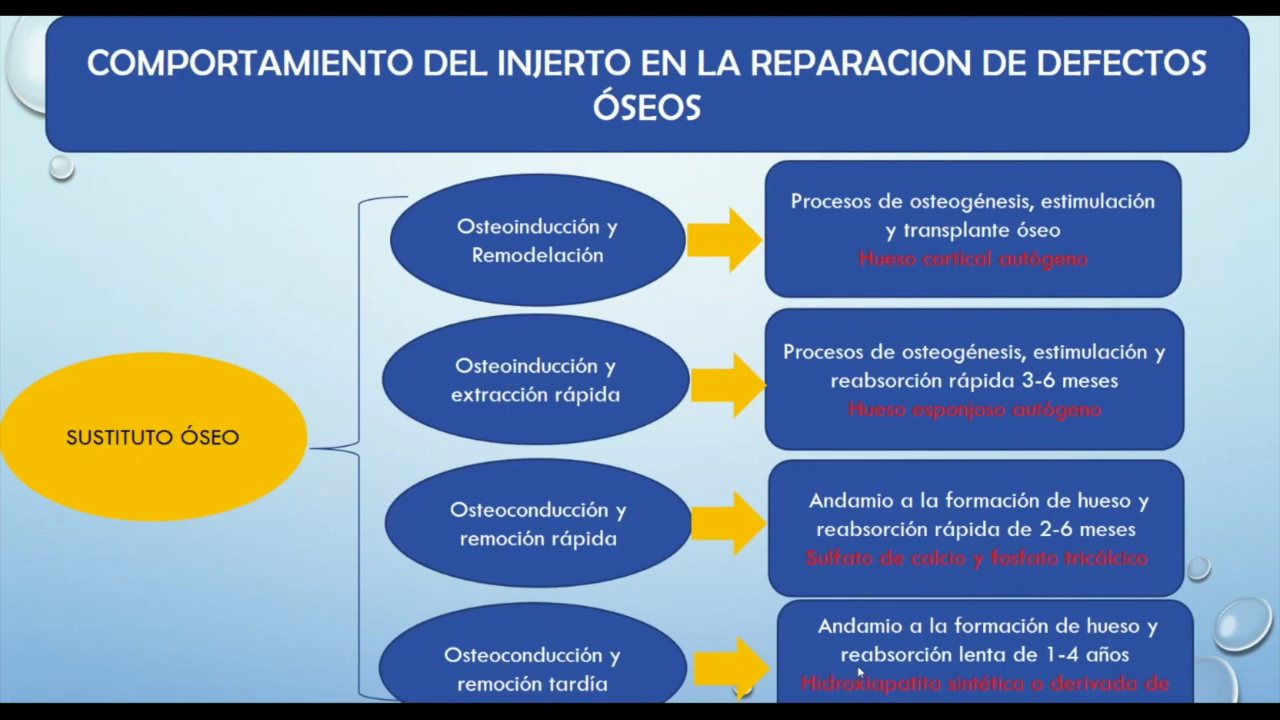 COMPORTAMIENTO DEL INJERTO EN LA REPARACION DE DEFECTOS
ÓSEOS
SUSTITUTO ÓSEO
Osteoinducción y
Remodelación
Procesos de osteogénesis, estimulación
y transplante óseo
Hueso cortical autógeno
Osteoinducción y
extracción rápida
Procesos de osteogénesis, estimulación y
reabsorción rápida 3-6 meses
Hueso esponjoso autógeno
Osteoconducción y
remoción rápida
Andamio a la formación de hueso y
reabsorción rápida de 2-6 meses
Sulfato de calcio y fosfato tricálcico
Osteoconducción y
remoción tardía
Andamio a la formación de hueso y
reabsorción lenta de 1-4 años
Hidroxiapatita sintética o derivada de